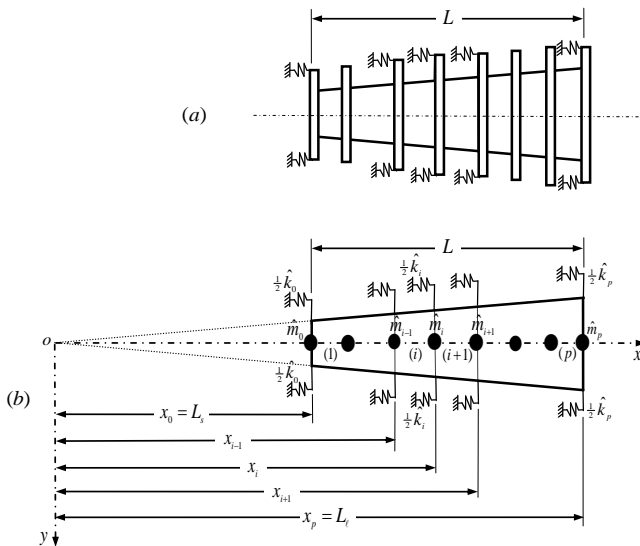 L
(a)
L
½k̂₀ ½k̂ᵢ ½k̂ₚ
m̂₀ m̂ᵢ₋₁ m̂ᵢ m̂ᵢ₊₁ m̂ₚ
o (1) (i) (i+1) (p) x
½k̂₀ ½k̂ᵢ ½k̂ₚ
(b)
x₀ = Lₛ
xᵢ₋₁
xᵢ
xᵢ₊₁
xₚ = L_ℓ
y